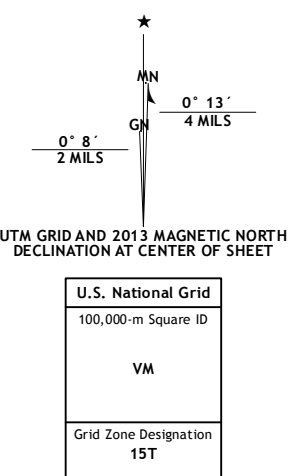 ★
MN
0° 13´
4 MILS
GN
0° 8´
2 MILS
UTM GRID AND 2013 MAGNETIC NORTH
DECLINATION AT CENTER OF SHEET
U.S. National Grid
100,000-m Square ID
VM
Grid Zone Designation
15T